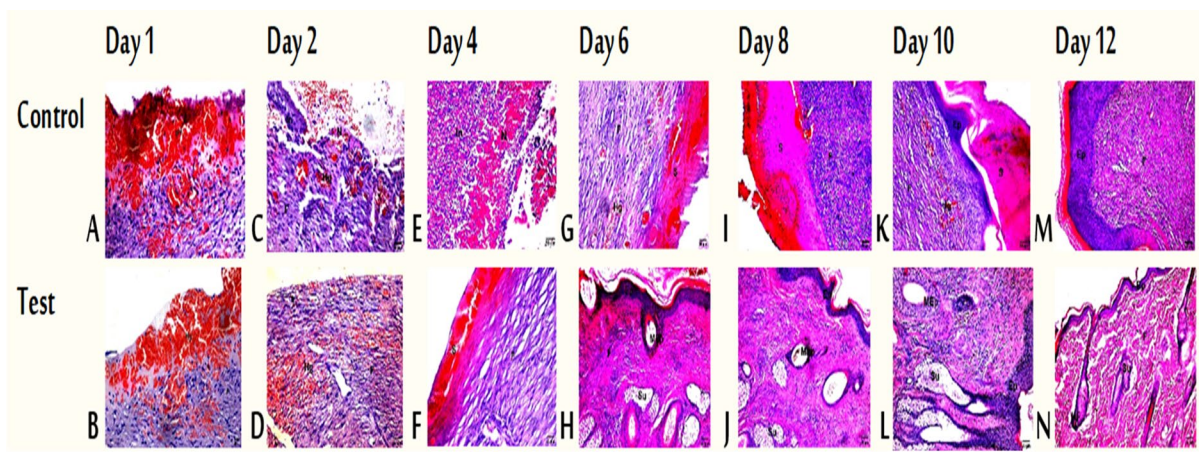 Day 1 Day 2 Day 4 Day 6 Day 8 Day 10 Day 12
Control
A C E G I K M
Test
B D F H J L N